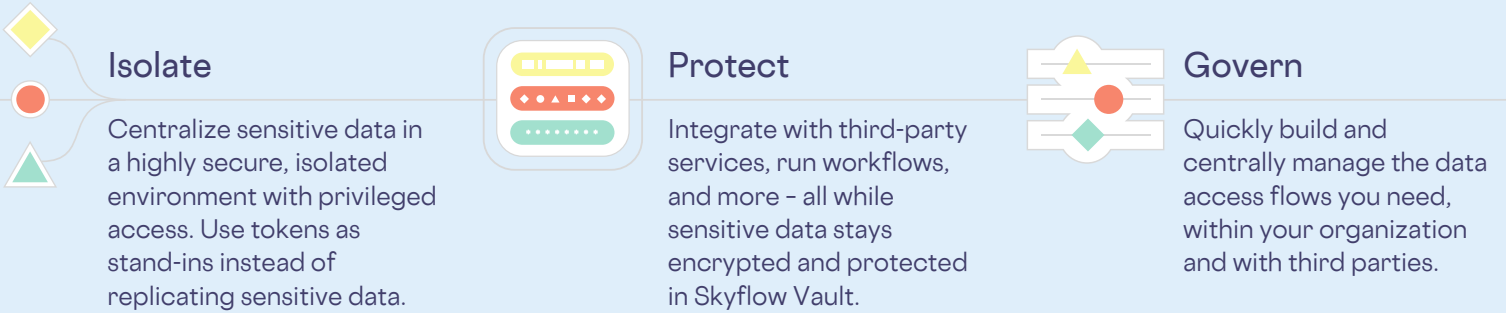 Isolate
Centralize sensitive data in
a highly secure, isolated
environment with privileged
access. Use tokens as
stand-ins instead of
replicating sensitive data.
Protect
Integrate with third-party
services, run workflows,
and more – all while
sensitive data stays
encrypted and protected
in Skyflow Vault.
Govern
Quickly build and
centrally manage the data
access flows you need,
within your organization
and with third parties.